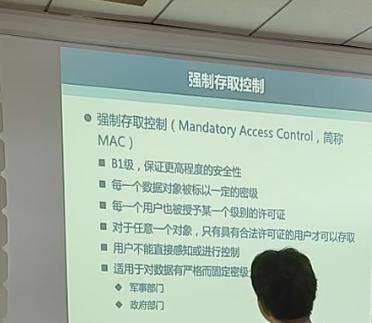 强制存取控制
强制存取控制（Mandatory Access Control，简称
MAC）
B1级，保证更高程度的安全性
每一个数据对象被标以一定的密级
每一个用户也被授予某一个级别的许可证
对于任意一个对象，只有具有合法许可证的用户才可以存取
用户不能直接感知或进行控制
适用于对数据有严格而固定密级
军事部门
政府部门